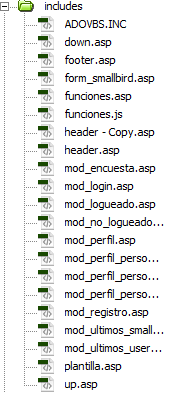 includes
ADOVBS.INC
down.asp
footer.asp
form_smallbird.asp
funciones.asp
funciones.js
header - Copy.asp
header.asp
mod_encuesta.asp
mod_login.asp
mod_logueado.asp
mod_no_logueado...
mod_perfil.asp
mod_perfil_perso...
mod_perfil_perso...
mod_perfil_perso...
mod_registro.asp
mod_ultimos_small...
mod_ultimos_user...
plantilla.asp
up.asp